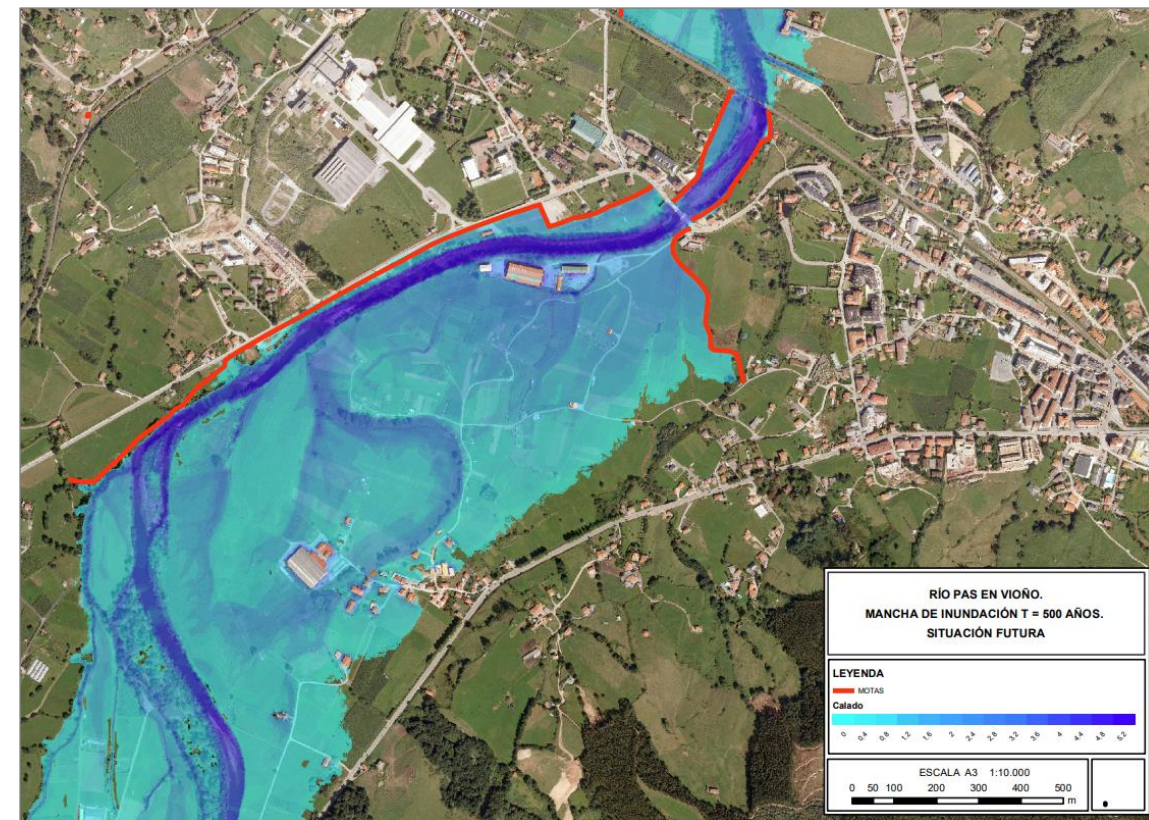 RÍO PAS EN VIOÑO.
MANCHA DE INUNDACIÓN T = 500 AÑOS.
SITUACIÓN FUTURA
LEYENDA
MOTAS
Calado
0 0.4 0.8 1.2 1.6 2 2.4 2.8 3.2 3.6 4 4.4 4.8 5.2
ESCALA A3 1:10.000
0 50 100 200 300 400 500
m